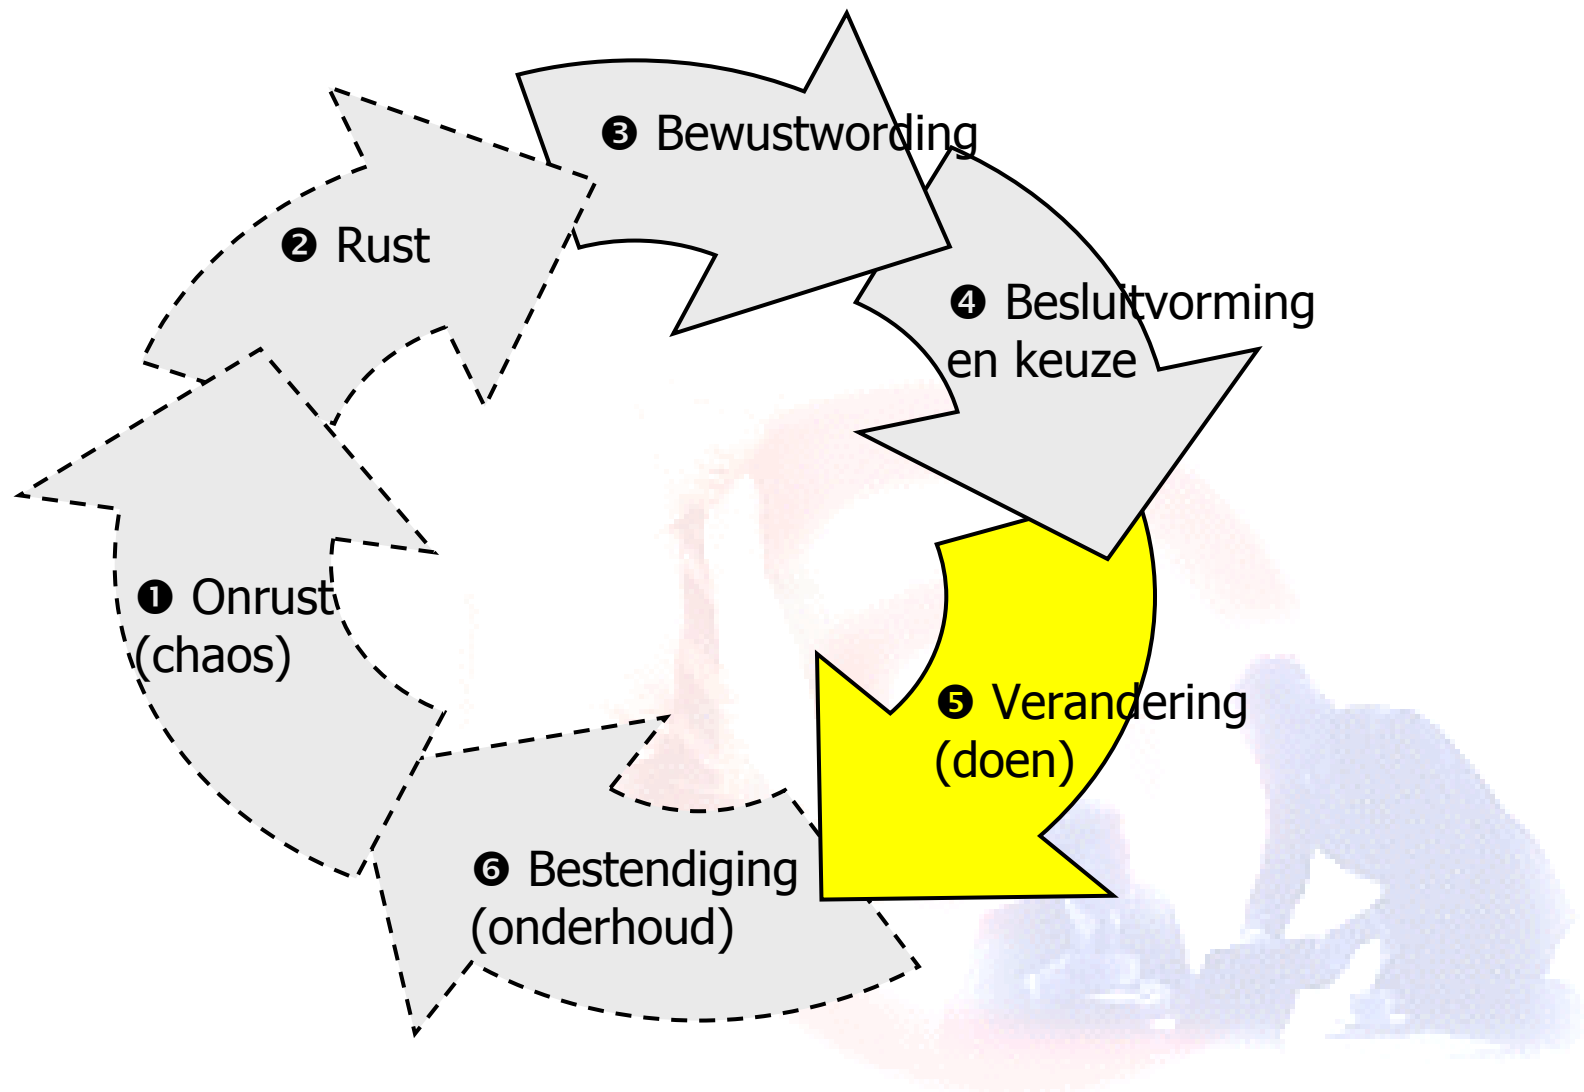 ❸ Bewustwording
❷ Rust
❹ Besluitvorming
en keuze
❶ Onrust
(chaos)
❺ Verandering
(doen)
❻ Bestendiging
(onderhoud)